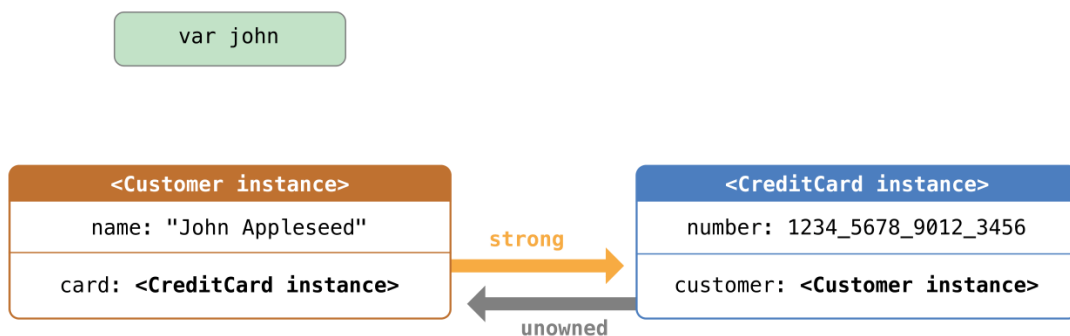 var john
<Customer instance>
name: "John Appleseed"
card: <CreditCard instance>
strong
unowned
<CreditCard instance>
number: 1234_5678_9012_3456
customer: <Customer instance>